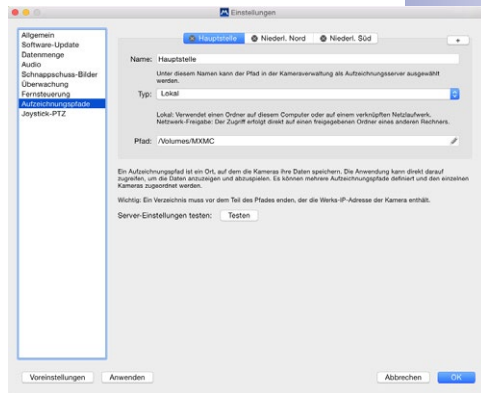 Einstellungen
Allgemein
Software-Update
Datenmenge
Audio
Schnappschuss-Bilder
Überwachung
Fernsteuerung
Aufzeichnungspfade
Joystick-PTZ
Hauptstelle
Niederl. Nord
Niederl. Süd
+
Name: Hauptstelle
Unter diesem Namen kann der Pfad in der Kameraverwaltung als Aufzeichnungsserver ausgewählt
werden.
Typ: Lokal
Lokal: Verwendet einen Ordner auf diesem Computer oder auf einem verknüpften Netzlaufwerk.
Netzwerk-Freigabe: Der Zugriff erfolgt direkt auf einen freigegebenen Ordner eines anderen Rechners.
Pfad: /Volumes/MXMC
Ein Aufzeichnungspfad ist ein Ort, auf dem die Kameras ihre Daten speichern. Die Anwendung kann direkt darauf
zugreifen, um die Daten anzuzeigen und abzuspielen. Es können mehrere Aufzeichnungspfade definiert und den einzelnen
Kameras zugeordnet werden.
Wichtig: Ein Verzeichnis muss vor dem Teil des Pfades enden, der die Werks-IP-Adresse der Kamera enthält.
Server-Einstellungen testen: Testen
Voreinstellungen
Anwenden
Abbrechen
OK